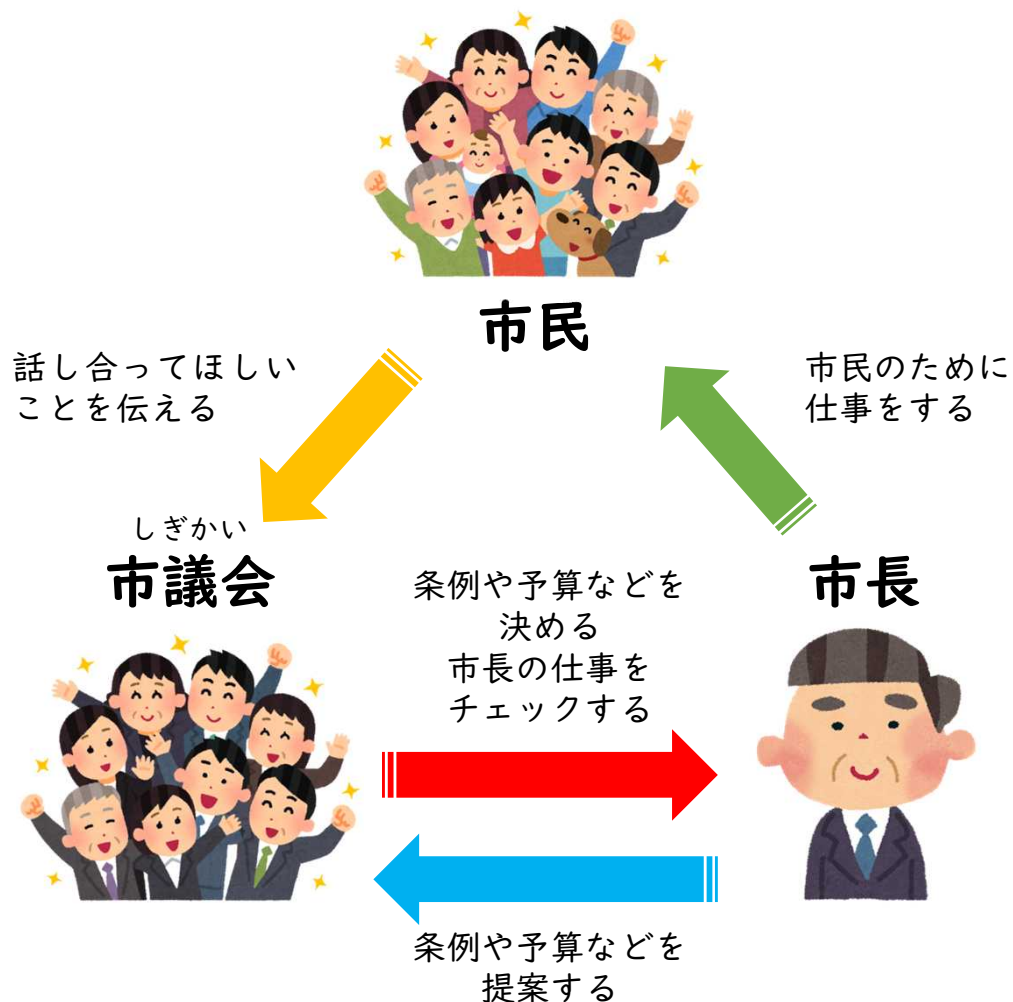 市民
話し合ってほしい
ことを伝える
市民のために
仕事をする
しぎかい
市議会
市長
条例や予算などを
決める
市長の仕事を
チェックする
条例や予算などを
提案する